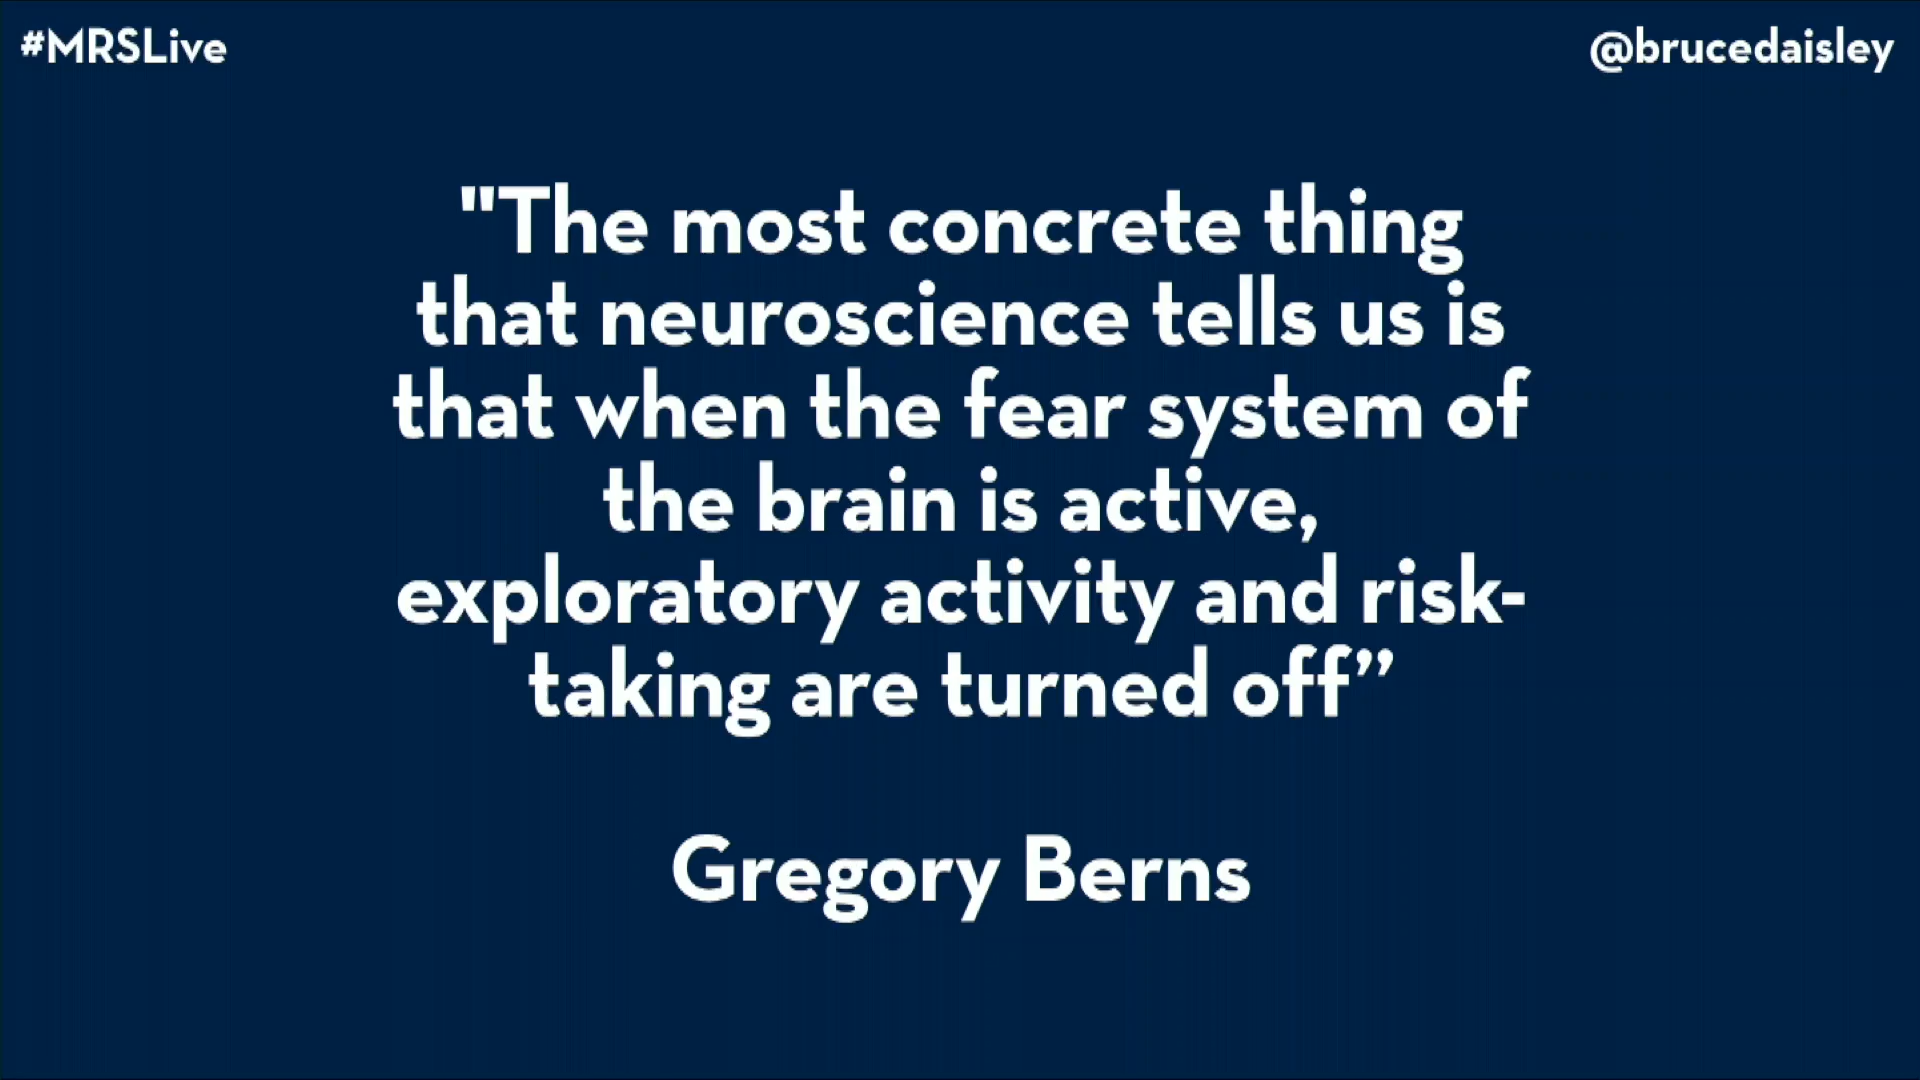 #MRSLive
@brucedaisley
"The most concrete thing
that neuroscience tells us is
that when the fear system of
the brain is active,
exploratory activity and risk-
taking are turned off”
Gregory Berns